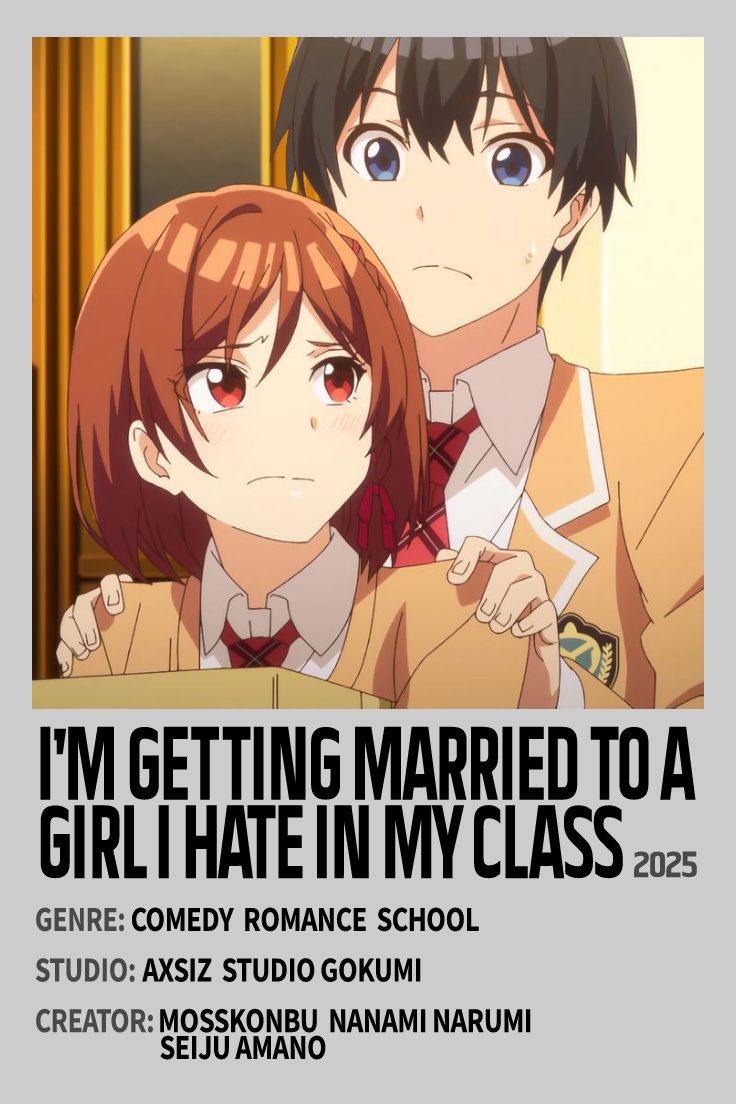 I'M GETTING MARRIED TO A
GIRL I HATE IN MY CLASS 2025
GENRE: COMEDY ROMANCE SCHOOL
STUDIO: AXSIZ STUDIO GOKUMI
CREATOR: MOSSKONBU NANAMI NARUMI
SEIJU AMANO